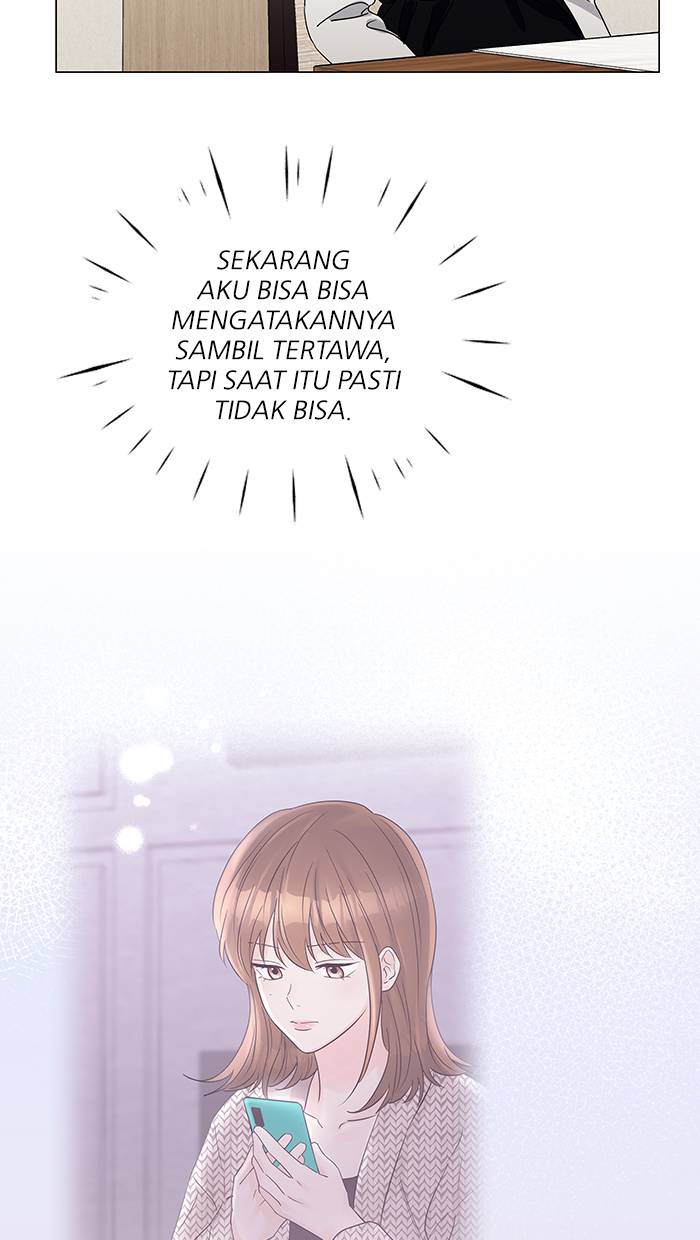 SEKARANG
AKU BISA BISA
MENGATAKANNYA
SAMBIL TERTAWA,
TAPI SAAT ITU PASTI
TIDAK BISA.